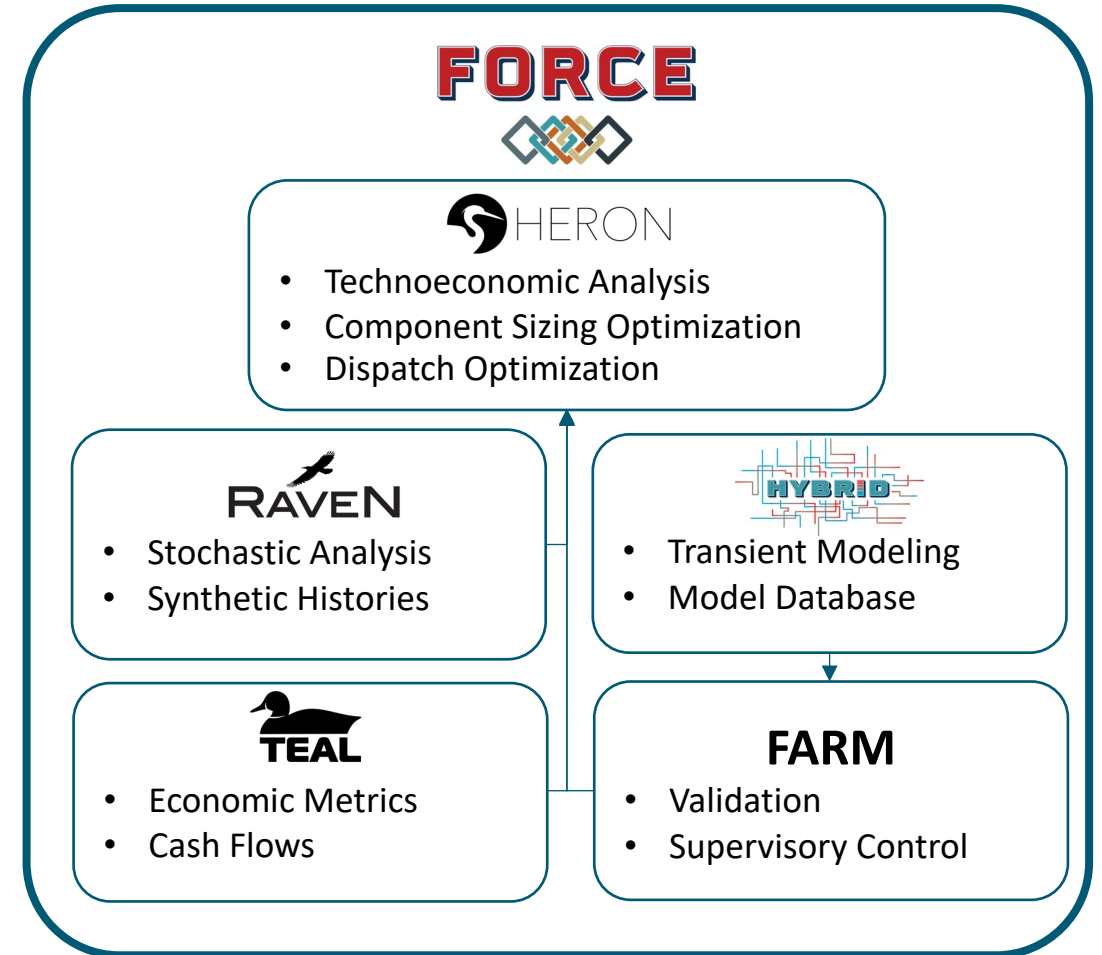 FORCE
HERON
• Technoeconomic Analysis
• Component Sizing Optimization
• Dispatch Optimization
RAVEN
• Stochastic Analysis
• Synthetic Histories
HYBRID
• Transient Modeling
• Model Database
TEAL
• Economic Metrics
• Cash Flows
FARM
• Validation
• Supervisory Control